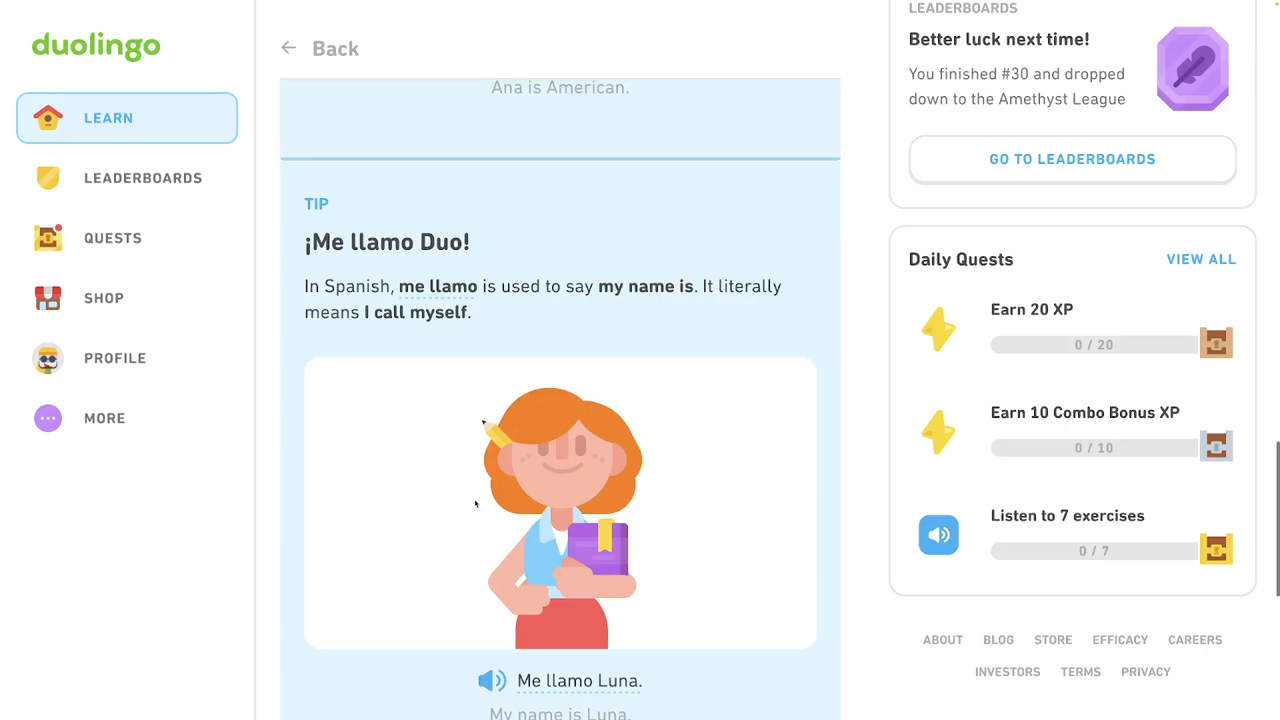 duolingo
LEARN
LEADERBOARDS
QUESTS
SHOP
PROFILE
MORE
Back
Ana is American.
TIP
¡Me llamo Duo!
In Spanish, me llamo is used to say my name is. It literally
means I call myself.
Me llamo Luna.
My name is Luna.
LEADERBOARDS
Better luck next time!
You finished #30 and dropped
down to the Amethyst League
GO TO LEADERBOARDS
Daily Quests
VIEW ALL
Earn 20 XP
0 / 20
Earn 10 Combo Bonus XP
0 / 10
Listen to 7 exercises
0 / 7
ABOUT BLOG STORE EFFICACY CAREERS
INVESTORS TERMS PRIVACY